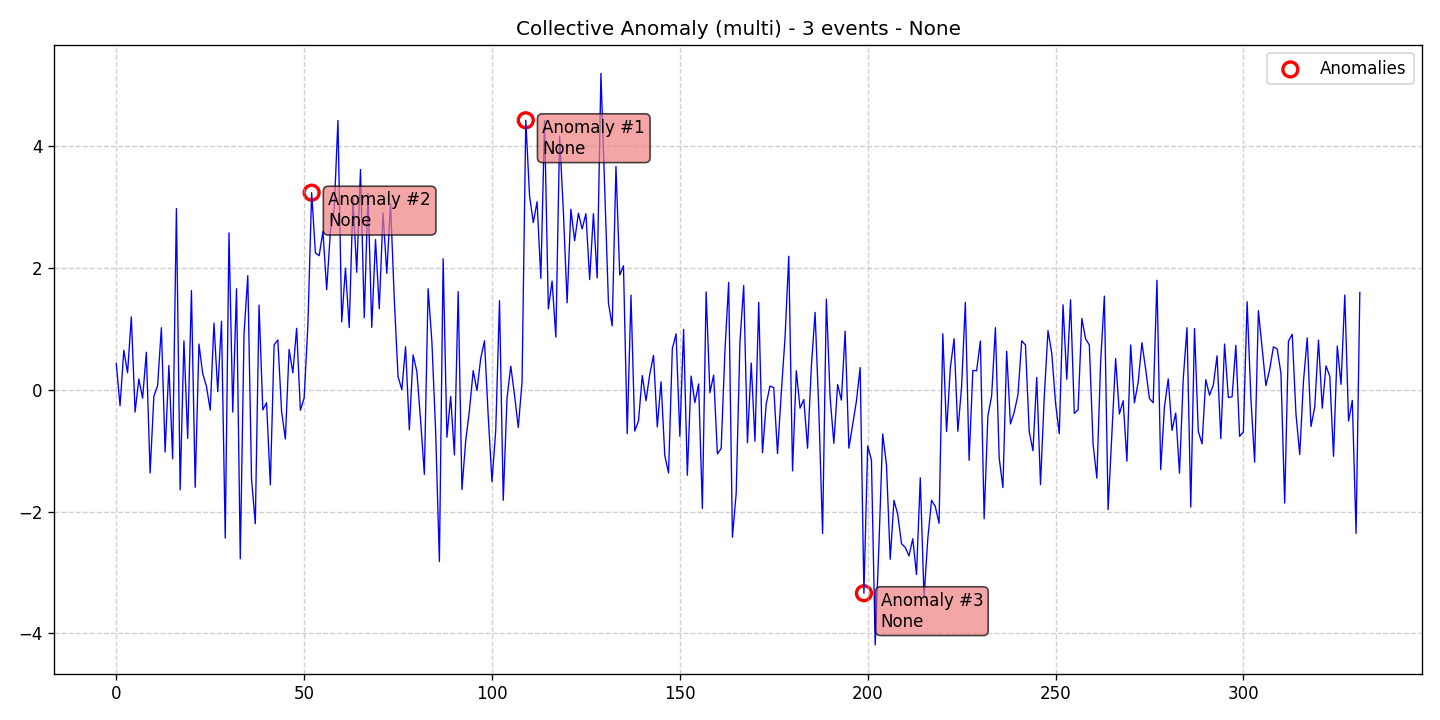 Collective Anomaly (multi) - 3 events - None
Anomalies
Anomaly #1
None
Anomaly #2
None
Anomaly #3
None
4
2
0
−2
−4
0
50
100
150
200
250
300